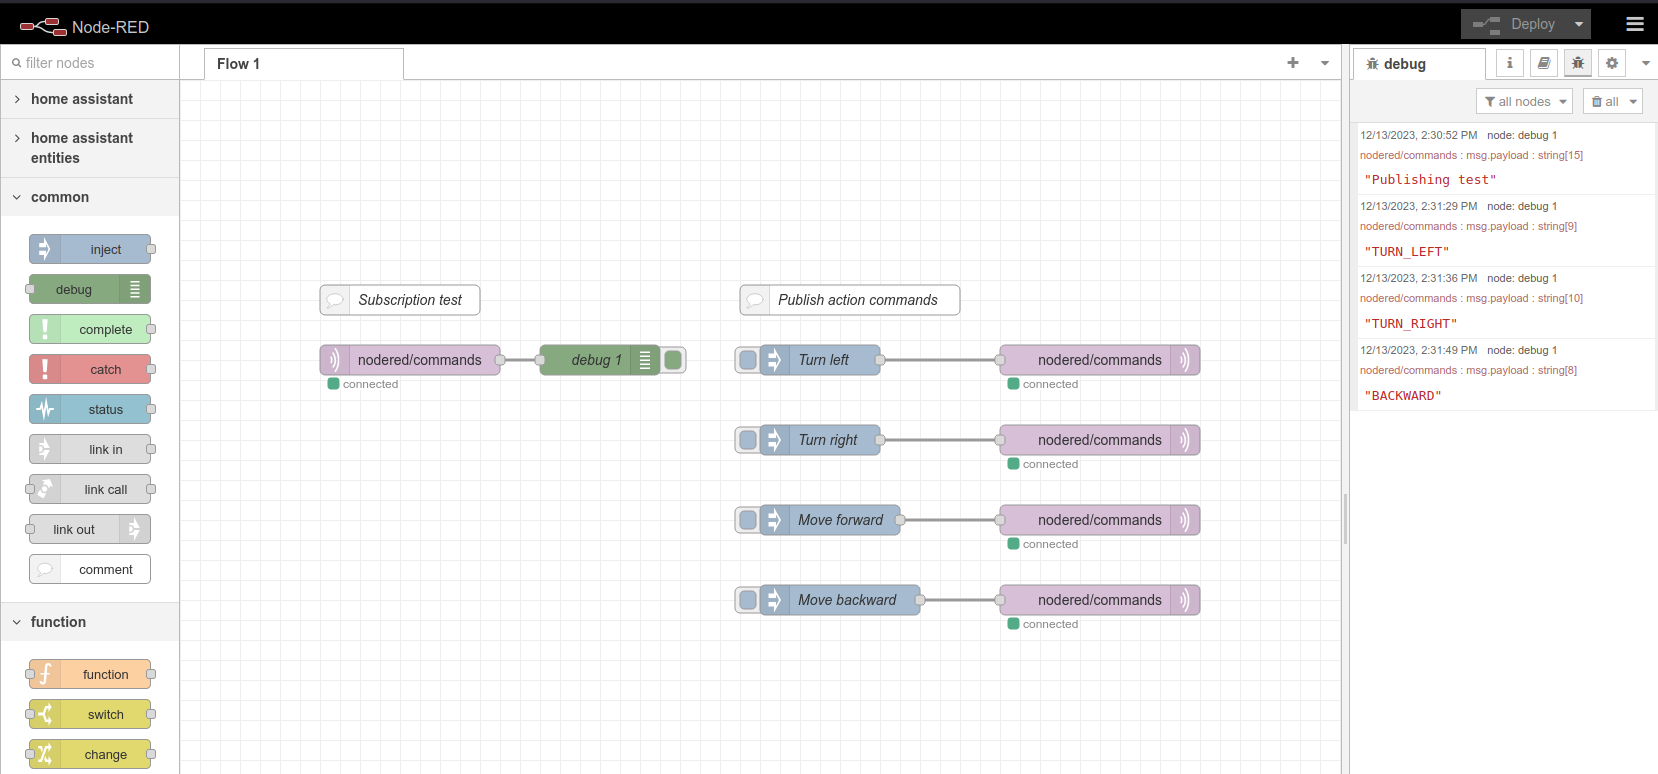 Node-RED
Deploy
filter nodes
home assistant
home assistant
entities
common
inject
debug
complete
catch
status
link in
link call
link out
comment
function
function
switch
change
Flow 1
Subscription test
nodered/commands
connected
debug 1
Publish action commands
Turn left
nodered/commands
connected
Turn right
nodered/commands
connected
Move forward
nodered/commands
connected
Move backward
nodered/commands
connected
debug
all nodes
all
12/13/2023, 2:30:52 PM node: debug 1
nodered/commands : msg.payload : string[15]
"Publishing test"
12/13/2023, 2:31:29 PM node: debug 1
nodered/commands : msg.payload : string[9]
"TURN_LEFT"
12/13/2023, 2:31:36 PM node: debug 1
nodered/commands : msg.payload : string[10]
"TURN_RIGHT"
12/13/2023, 2:31:49 PM node: debug 1
nodered/commands : msg.payload : string[8]
"BACKWARD"